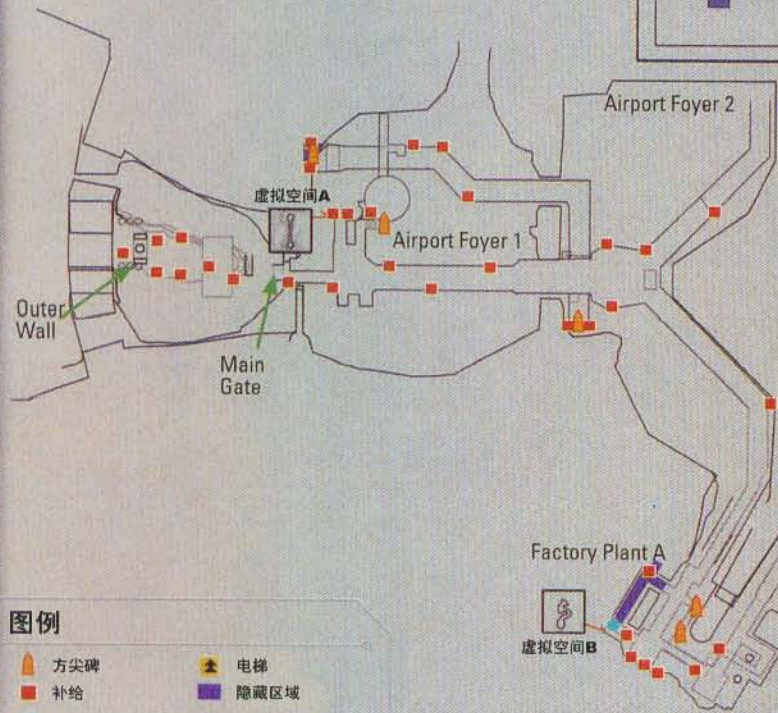 Airport Foyer 2
虚拟空间A
Airport Foyer 1
Outer
Wall
Main
Gate
Factory Plant A
虚拟空间B
图例
方尖碑
电梯
补给
隐藏区域